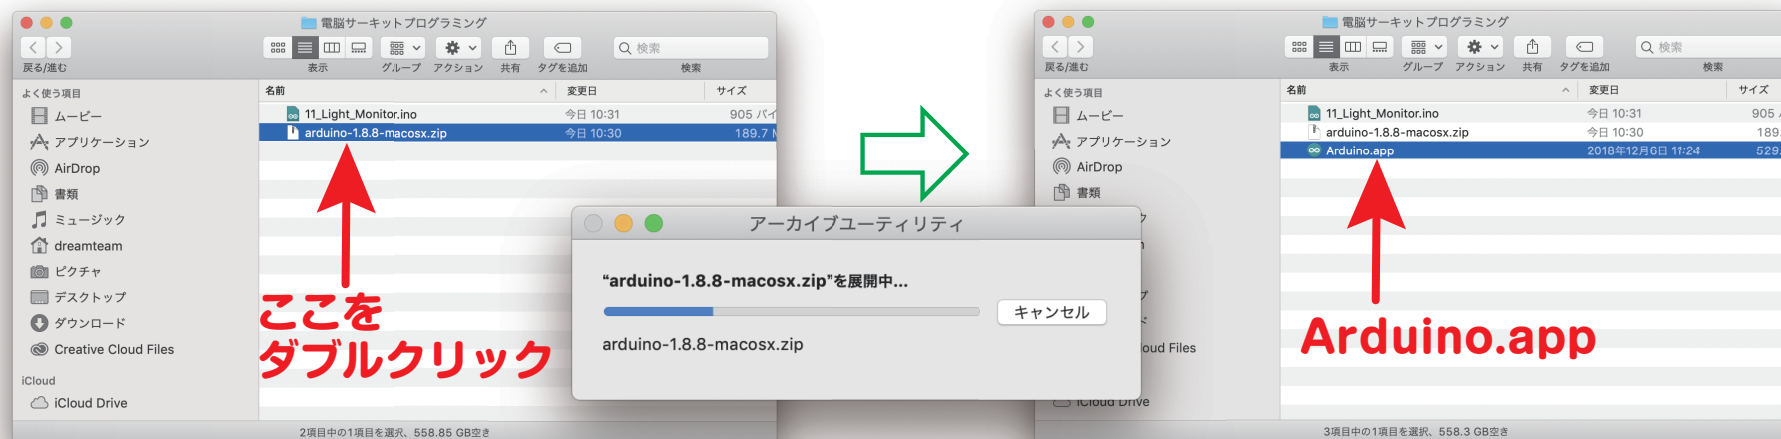 電脳サーキットプログラミング
検索
戻る/進む
表示
グループ
アクション
共有
タグを追加
検索
よく使う項目
ムービー
アプリケーション
AirDrop
書類
ミュージック
dreamteam
ピクチャ
デスクトップ
ダウンロード
Creative Cloud Files
iCloud
iCloud Drive
名前
変更日
サイズ
11_Light_Monitor.ino
今日 10:31
905 バイ
arduino-1.8.8-macosx.zip
今日 10:30
189.7 M
ここを
ダブルクリック
2項目中の1項目を選択、558.85 GB空き
アーカイブユーティリティ
“arduino-1.8.8-macosx.zip”を展開中...
キャンセル
arduino-1.8.8-macosx.zip
電脳サーキットプログラミング
検索
戻る/進む
表示
グループ
アクション
共有
タグを追加
検索
よく使う項目
ムービー
アプリケーション
AirDrop
書類
oud Files
iCloud Drive
名前
変更日
サイズ
11_Light_Monitor.ino
今日 10:31
905
arduino-1.8.8-macosx.zip
今日 10:30
189.
Arduino.app
2018年12月6日 11:24
529.
Arduino.app
3項目中の1項目を選択、558.3 GB空き